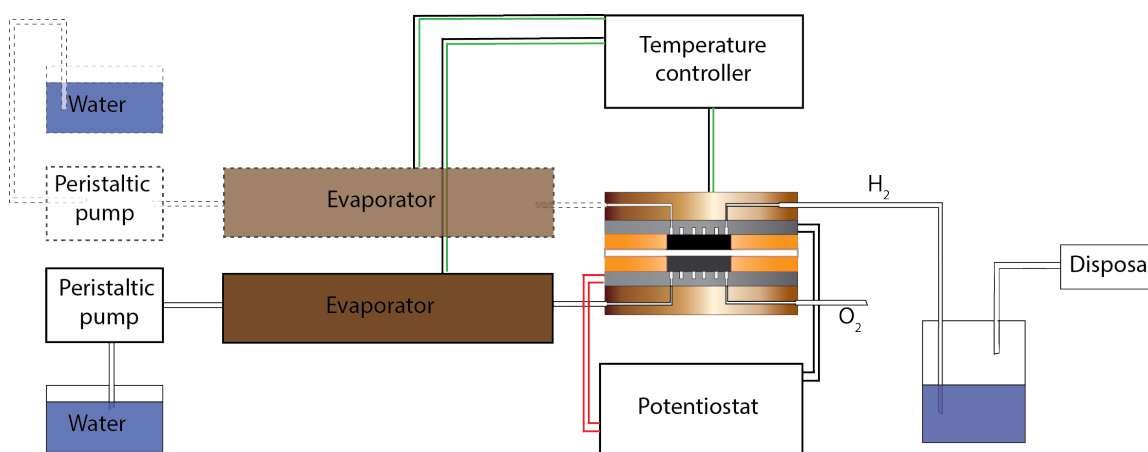 Temperature
controller
Water
Peristaltic
pump
Evaporator
H₂
Peristaltic
pump
Evaporator
O₂
Disposa
Water
Potentiostat